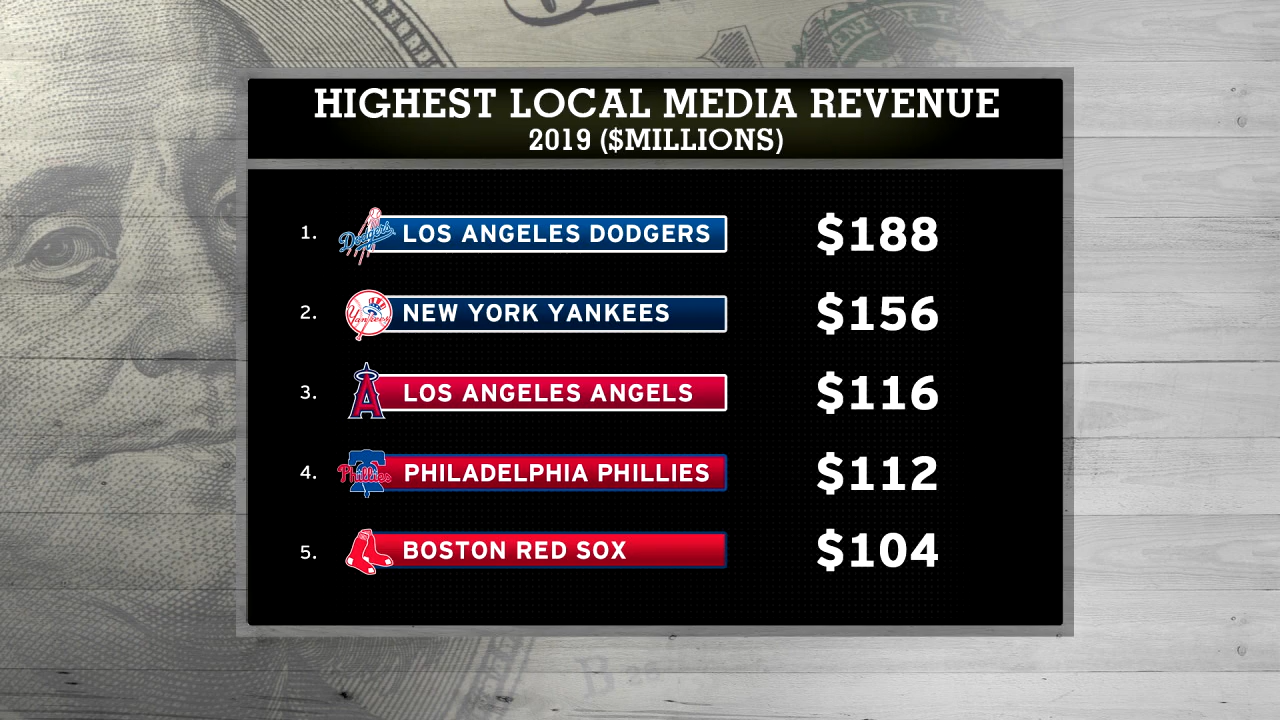 HIGHEST LOCAL MEDIA REVENUE
2019 ($MILLIONS)
1. Dodgers LOS ANGELES DODGERS $188
2. Yankees NEW YORK YANKEES $156
3. A LOS ANGELES ANGELS $116
4. Phillies PHILADELPHIA PHILLIES $112
5. BOSTON RED SOX $104